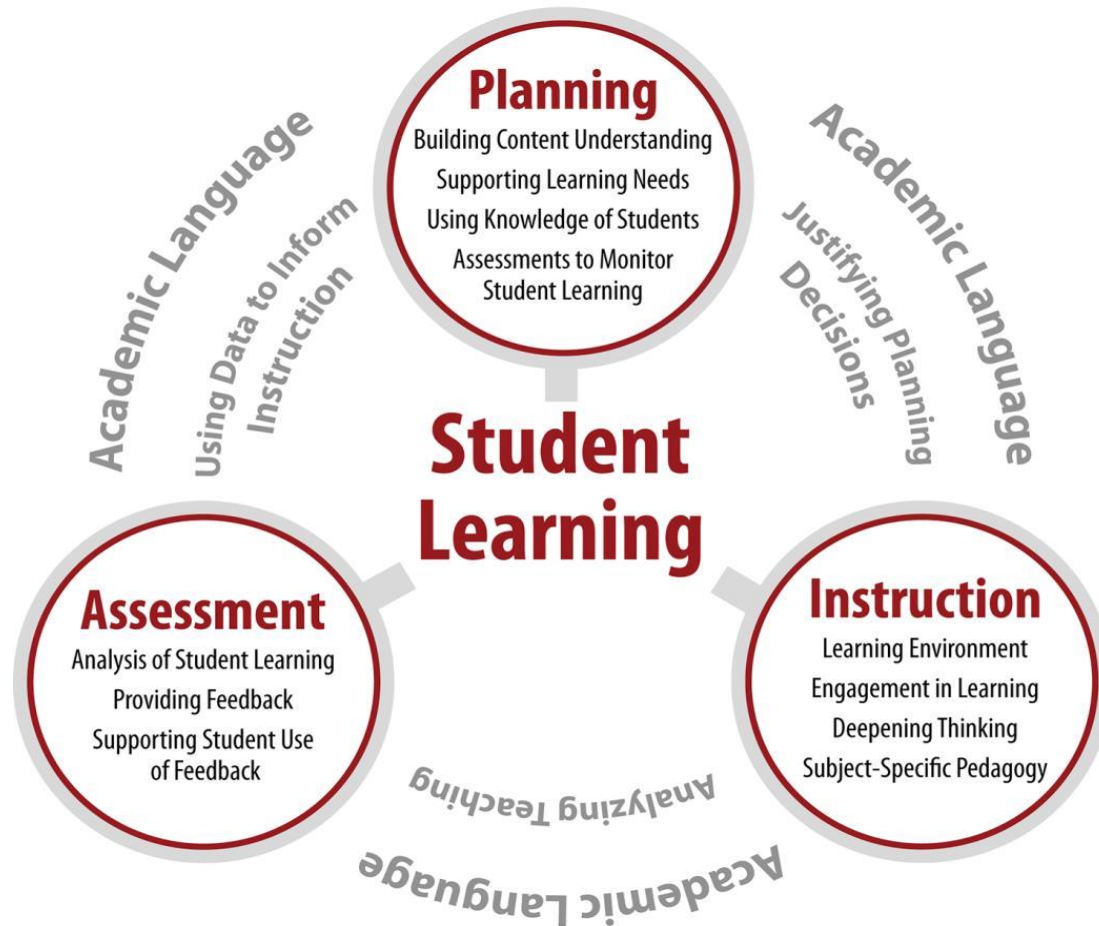 Planning
Building Content Understanding
Supporting Learning Needs
Using Knowledge of Students
Assessments to Monitor
Student Learning
Academic Language
Using Data to Inform
Instruction
Academic Language
Justifying Planning
Decisions
Student
Learning
Assessment
Analysis of Student Learning
Providing Feedback
Supporting Student Use
of Feedback
Instruction
Learning Environment
Engagement in Learning
Deepening Thinking
Subject-Specific Pedagogy
Analyzing Teaching
Academic Language